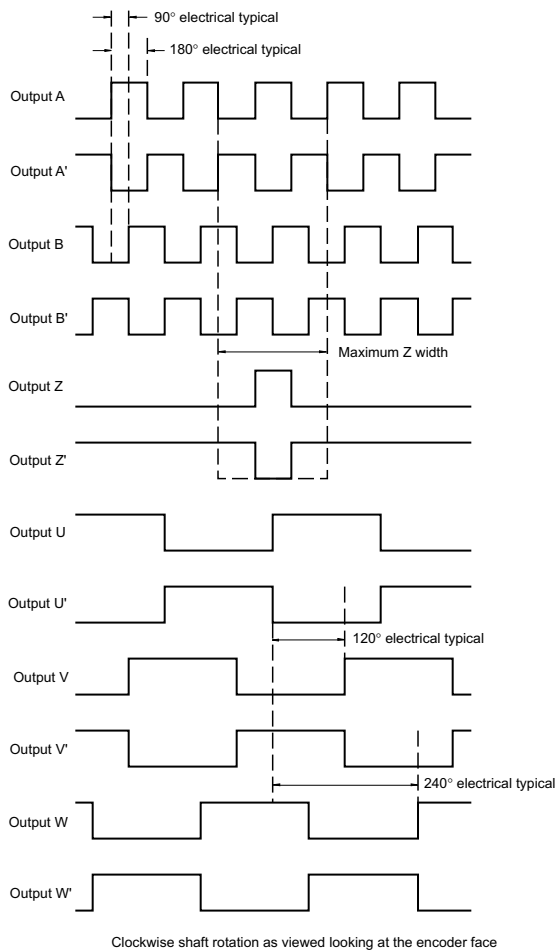 90° electrical typical
180° electrical typical
Output A
Output A'
Output B
Output B'
Maximum Z width
Output Z
Output Z'
Output U
Output U'
120° electrical typical
Output V
Output V'
240° electrical typical
Output W
Output W'
Clockwise shaft rotation as viewed looking at the encoder face